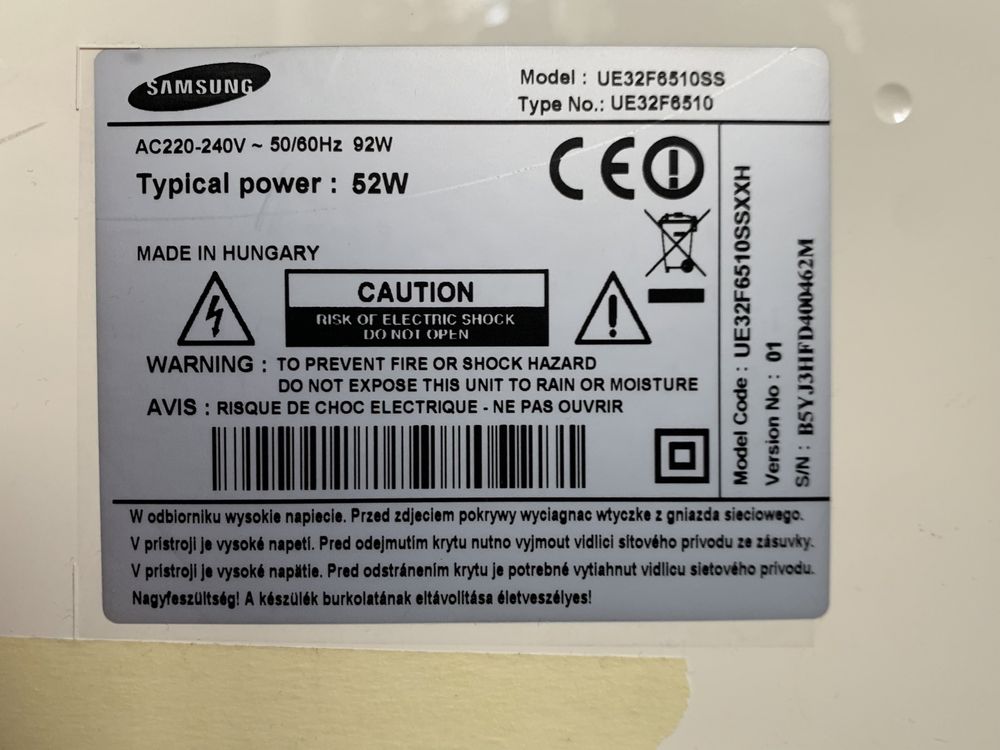 SAMSUNG
Model : UE32F6510SS
Type No.: UE32F6510
AC220-240V ~ 50/60Hz 92W
Typical power : 52W
MADE IN HUNGARY
CAUTION
RISK OF ELECTRIC SHOCK
DO NOT OPEN
WARNING : TO PREVENT FIRE OR SHOCK HAZARD
DO NOT EXPOSE THIS UNIT TO RAIN OR MOISTURE
AVIS : RISQUE DE CHOC ELECTRIQUE - NE PAS OUVRIR
Model Code : UE32F6510SSXXH
Version No : 01
S/N : B5YJ3HFD400462M
W odbiorniku wysokie napiecie. Przed zdjeciem pokrywy wyciagnac wtyczke z gniazda sieciowego.
V prístroji je vysoké napetí. Pred odejmutím krytu nutno vyjmout vidlici sítového prívodu ze zásuvky.
V prístroji je vysoké napätie. Pred odstránením krytu je potrebné vytiahnut vidlicu sietového prívodu.
Nagyfeszültség! A készülék burkolatának eltávolítása életveszélyes!